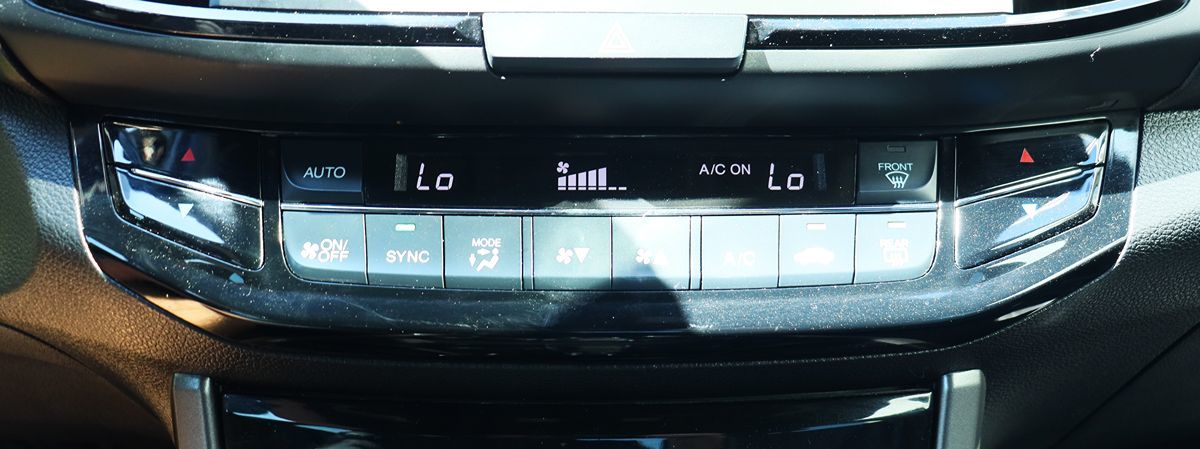 AUTO
Lo
A/C ON
Lo
FRONT
ON/
OFF
SYNC
MODE
A/C
REAR